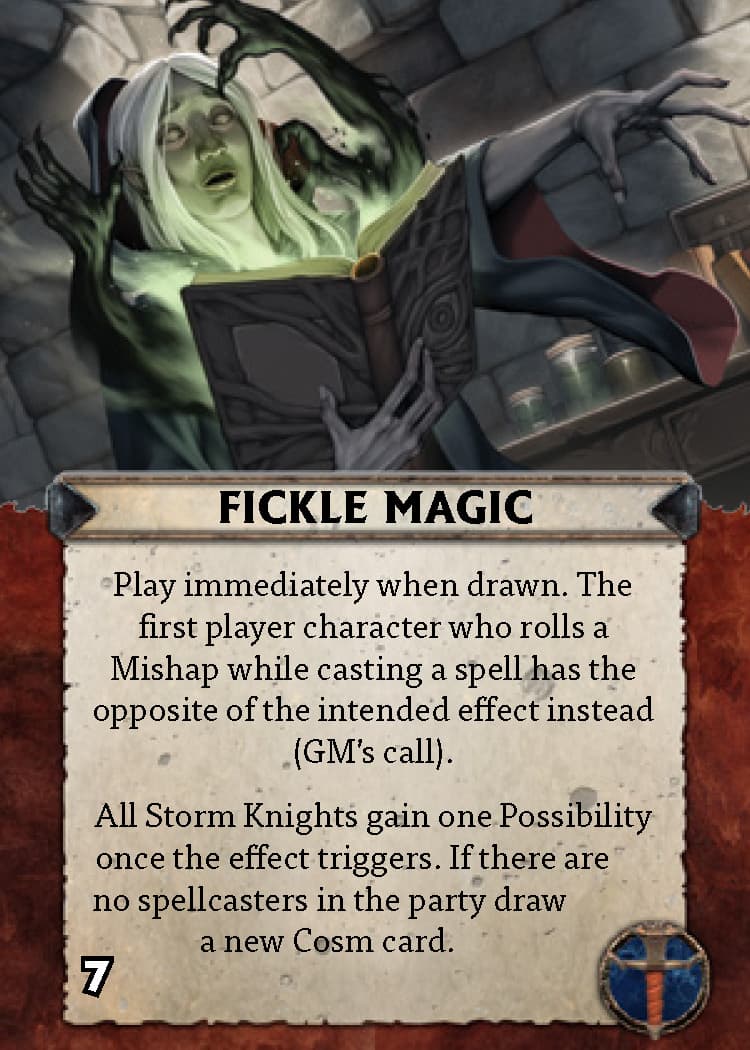 FICKLE MAGIC
Play immediately when drawn. The
first player character who rolls a
Mishap while casting a spell has the
opposite of the intended effect instead
(GM's call).
All Storm Knights gain one Possibility
once the effect triggers. If there are
no spellcasters in the party draw
a new Cosm card.
7